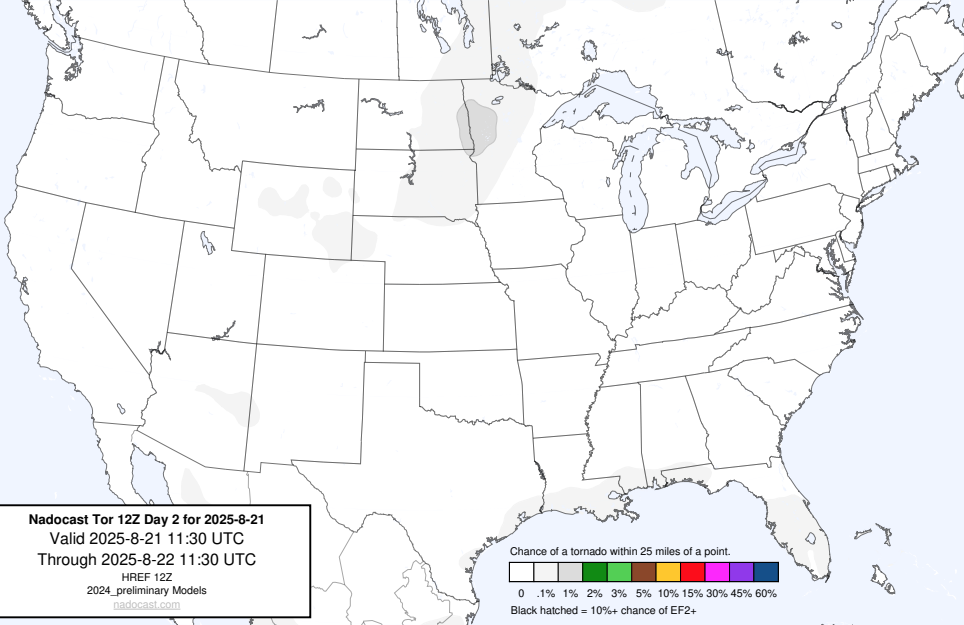 Nadocast Tor 12Z Day 2 for 2025-8-21
Valid 2025-8-21 11:30 UTC
Through 2025-8-22 11:30 UTC
HREF 12Z
2024_preliminary Models
nadocast.com
Chance of a tornado within 25 miles of a point.
0 .1% 1% 2% 3% 5% 10% 15% 30% 45% 60%
Black hatched = 10%+ chance of EF2+